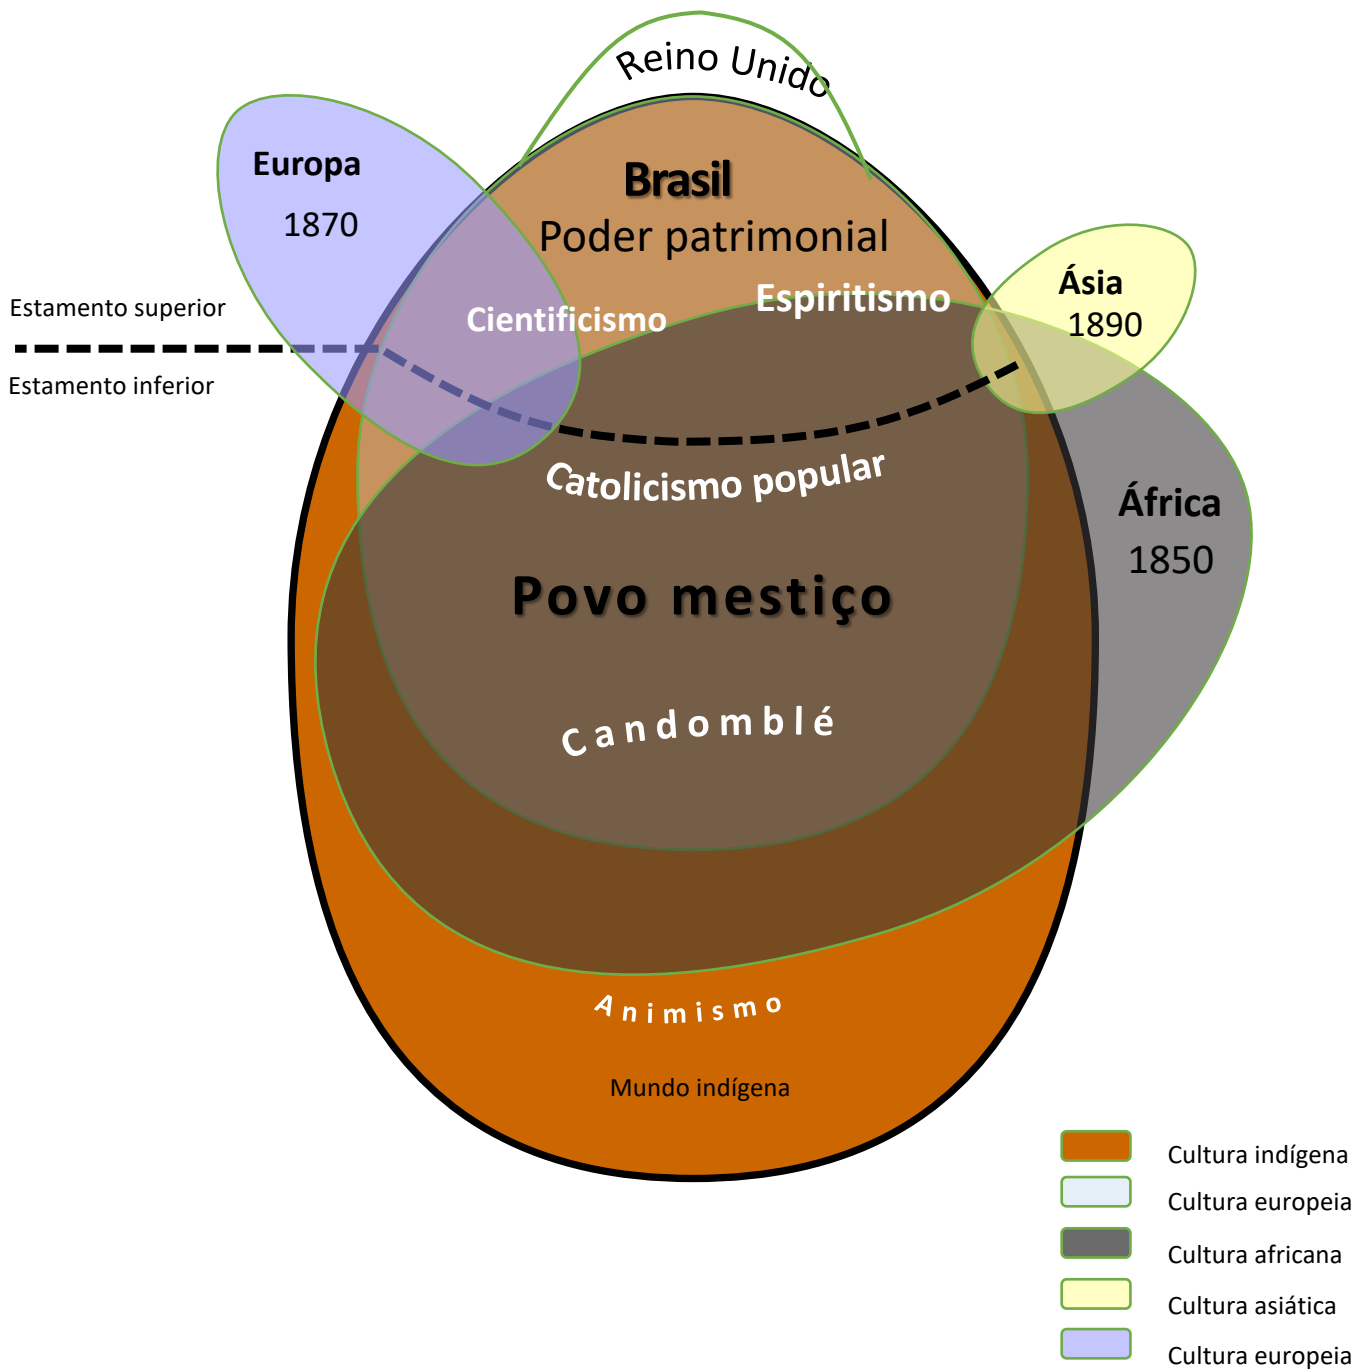 Reino Unido
Europa
1870
Brasil
Poder patrimonial
Espiritismo
Cientificismo
Ásia
1890
Estamento superior
Estamento inferior
Catolicismo popular
África
1850
Povo mestiço
Candomblé
Animismo
Mundo indígena
Cultura indígena
Cultura europeia
Cultura africana
Cultura asiática
Cultura europeia